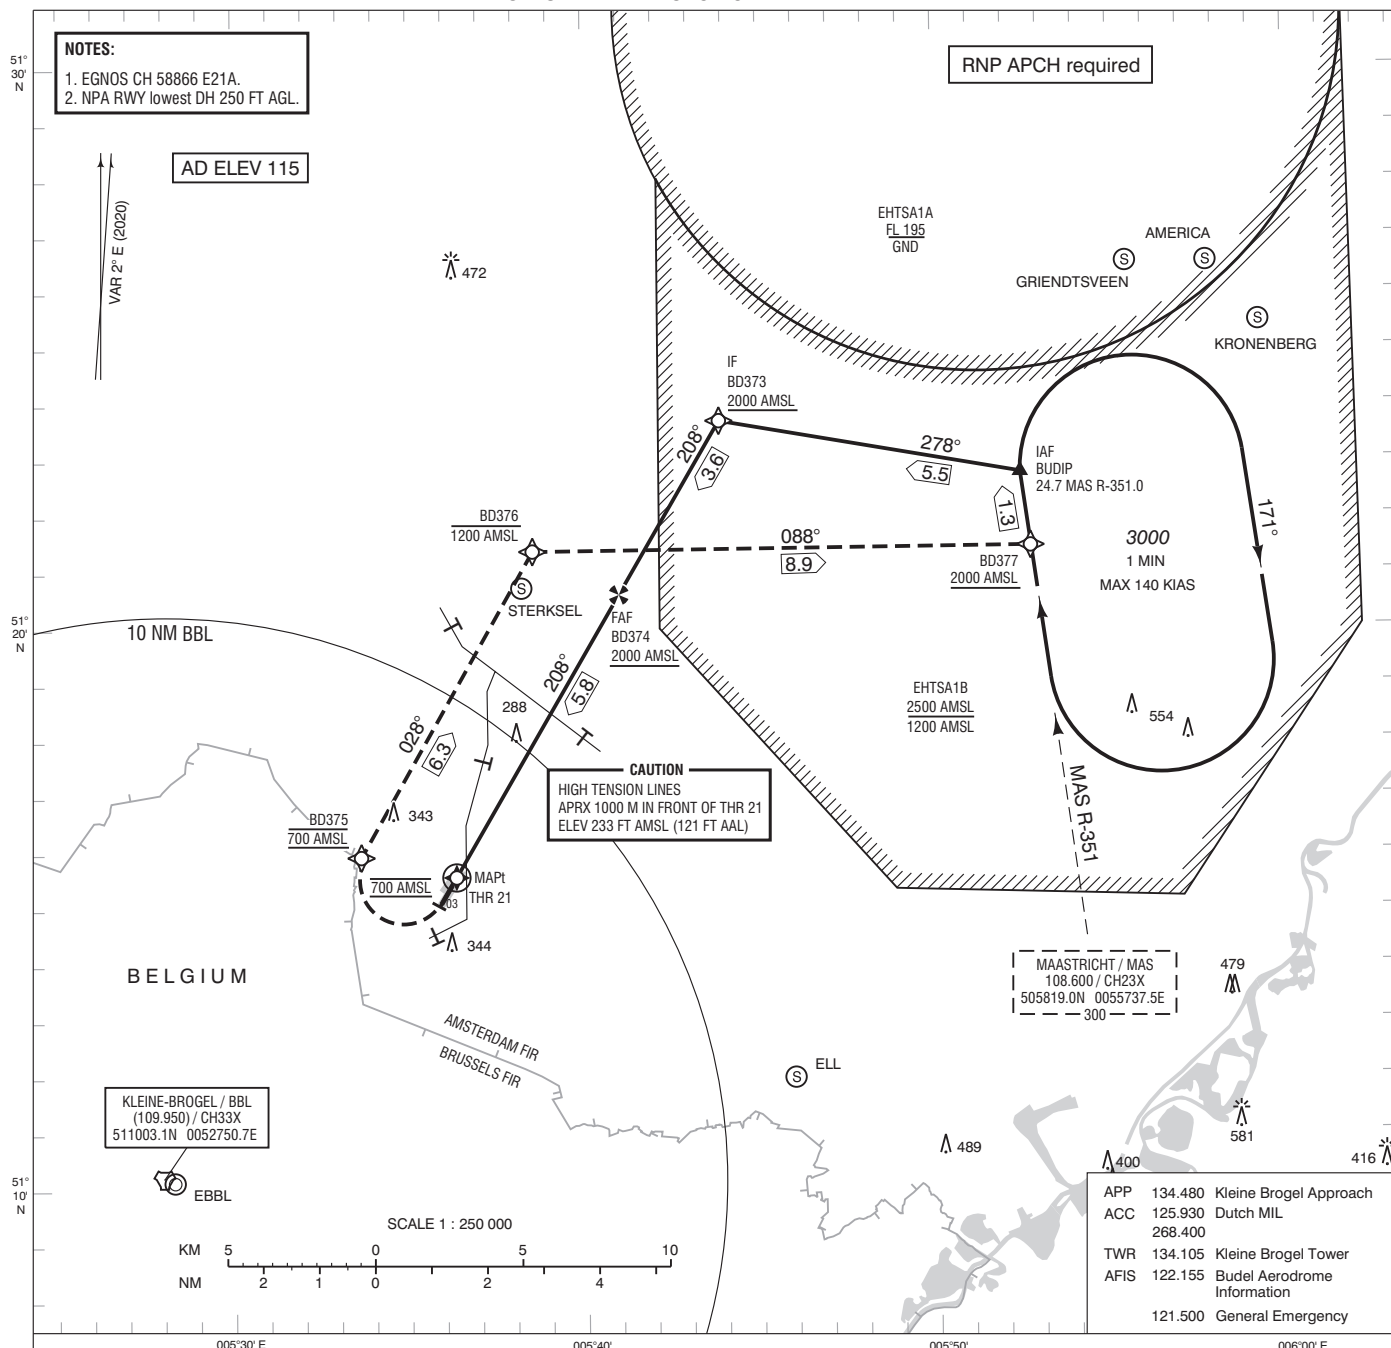 51°
30'
N
NOTES:
1. EGNOS CH 58866 E21A.
2. NPA RWY lowest DH 250 FT AGL.
RNP APCH required
AD ELEV 115
VAR 2° E (2020)
472
EHTSA1A
FL 195
GND
AMERICA
S
S
GRIENDTSVEEN
S
KRONENBERG
IF
BD373
2000 AMSL
208°
3.6
278°
5.5
IAF
BUDIP
24.7 MAS R-351.0
1.3
171°
BD376
1200 AMSL
088°
8.9
3000
1 MIN
MAX 140 KIAS
BD377
2000 AMSL
S
STERKSEL
FAF
BD374
2000 AMSL
51°
20'
N
10 NM BBL
208°
5.8
288
028°
6.3
EHTSA1B
2500 AMSL
1200 AMSL
554
MAS R-351
CAUTION
HIGH TENSION LINES
APRX 1000 M IN FRONT OF THR 21
ELEV 233 FT AMSL (121 FT AAL)
343
BD375
700 AMSL
700 AMSL
MAPt
THR 21
03
344
BELGIUM
MAASTRICHT / MAS
108.600 / CH23X
505819.0N 0055737.5E
300
479
AMSTERDAM FIR
BRUSSELS FIR
S
ELL
KLEINE-BROGEL / BBL
(109.950) / CH33X
511003.1N 0052750.7E
581
489
400
416
51°
10'
N
EBBL
SCALE 1 : 250 000
KM 5 0 5 10
NM 2 1 0 2 4
APP 134.480 Kleine Brogel Approach
ACC 125.930 Dutch MIL
268.400
TWR 134.105 Kleine Brogel Tower
AFIS 122.155 Budel Aerodrome
Information
121.500 General Emergency
005°30' E
005°40'
005°50'
006°00' E